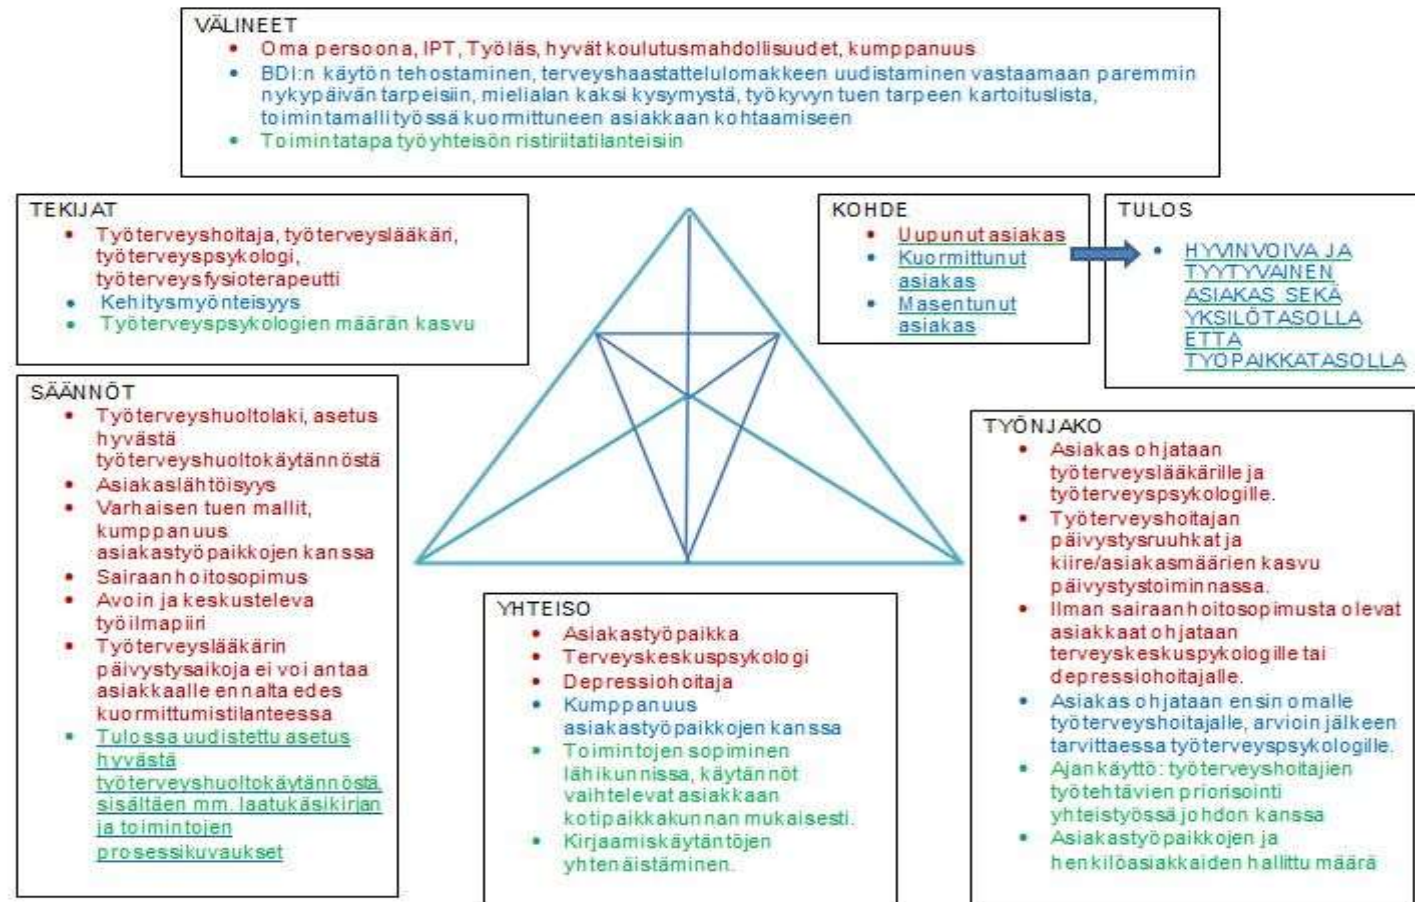 VÄLINEET
• Oma persoona, IPT, Työläs, hyvät koulutusmahdollisuudet, kumppanuus
• BDI:n käytön tehostaminen, terveyshaastattelulomakkeen uudistaminen vastaamaan paremmin
nykypäivän tarpeisiin, mielialan kaksi kysymystä, työkyvyn tuen tarpeen kartoituslista,
toimintamalli työssä kuormittuneen asiakkaan kohtaamiseen
• Toimintatapa työyhteisön ristiriitatilanteisiin
TEKIJAT
• Työterveyshoitaja, työterveyslääkäri,
työterveyspsykologi,
työterveysfysioterapeutti
• Kehitysmyönteisyys
• Työterveyspsykologien määrän kasvu
KOHDE
• Uupunut asiakas
• Kuormittunut
asiakas
• Masentunut
asiakas
TULOS
• HYVINVOIVA JA
TYYTYVAINEN
ASIAKAS SEKÄ
YKSILÖTASOLLA
ETTA
TYOPAIKKATASOLLA
SÄÄNNÖT
• Työterveyshuoltolaki, asetus
hyvästä
työterveyshuoltokäytännöstä
• Asiakaslähtöisyys
• Varhaisen tuen mallit,
kumppanuus
asiakastyöpaikkojen kanssa
• Sairaanhoitosopimus
• Avoin ja keskusteleva
työilmapiiri
• Työterveyslääkärin
päivystysaikoja ei voi antaa
asiakkaalle ennalta edes
kuormittumistilanteessa
• Tulossa uudistettu asetus
hyvästä
työterveyshuoltokäytännöstä,
sisältäen mm. laatukäsikirjan
ja toimintojen
prosessikuvaukset
YHTEISO
• Asiakastyöpaikka
• Terveyskeskuspsykologi
• Depressiohoitaja
• Kumppanuus
asiakastyöpaikkojen kanssa
• Toimintojen sopiminen
lähikunnissa, käytännöt
vaihtelevat asiakkaan
kotipaikkakunnan mukaisesti.
• Kirjaamiskäytäntöjen
yhtenäistäminen.
TYÖNJAKO
• Asiakas ohjataan
työterveyslääkärille ja
työterveyspsykologille.
• Työterveyshoitajan
päivystysruuhkat ja
kiire/asiakasmäärien kasvu
päivystystoiminnassa.
• Ilman sairaanhoitosopimusta olevat
asiakkaat ohjataan
terveyskeskuspykologille tai
depressiohoitajalle.
• Asiakas ohjataan ensin omalle
työterveyshoitajalle, arvioin jälkeen
tarvittaessa työterveyspsykologille.
• Ajankäyttö: työterveyshoitajien
työtehtävien priorisointi
yhteistyössä johdon kanssa
• Asiakastyöpaikkojen ja
henkilöasiakkaiden hallittu määrä